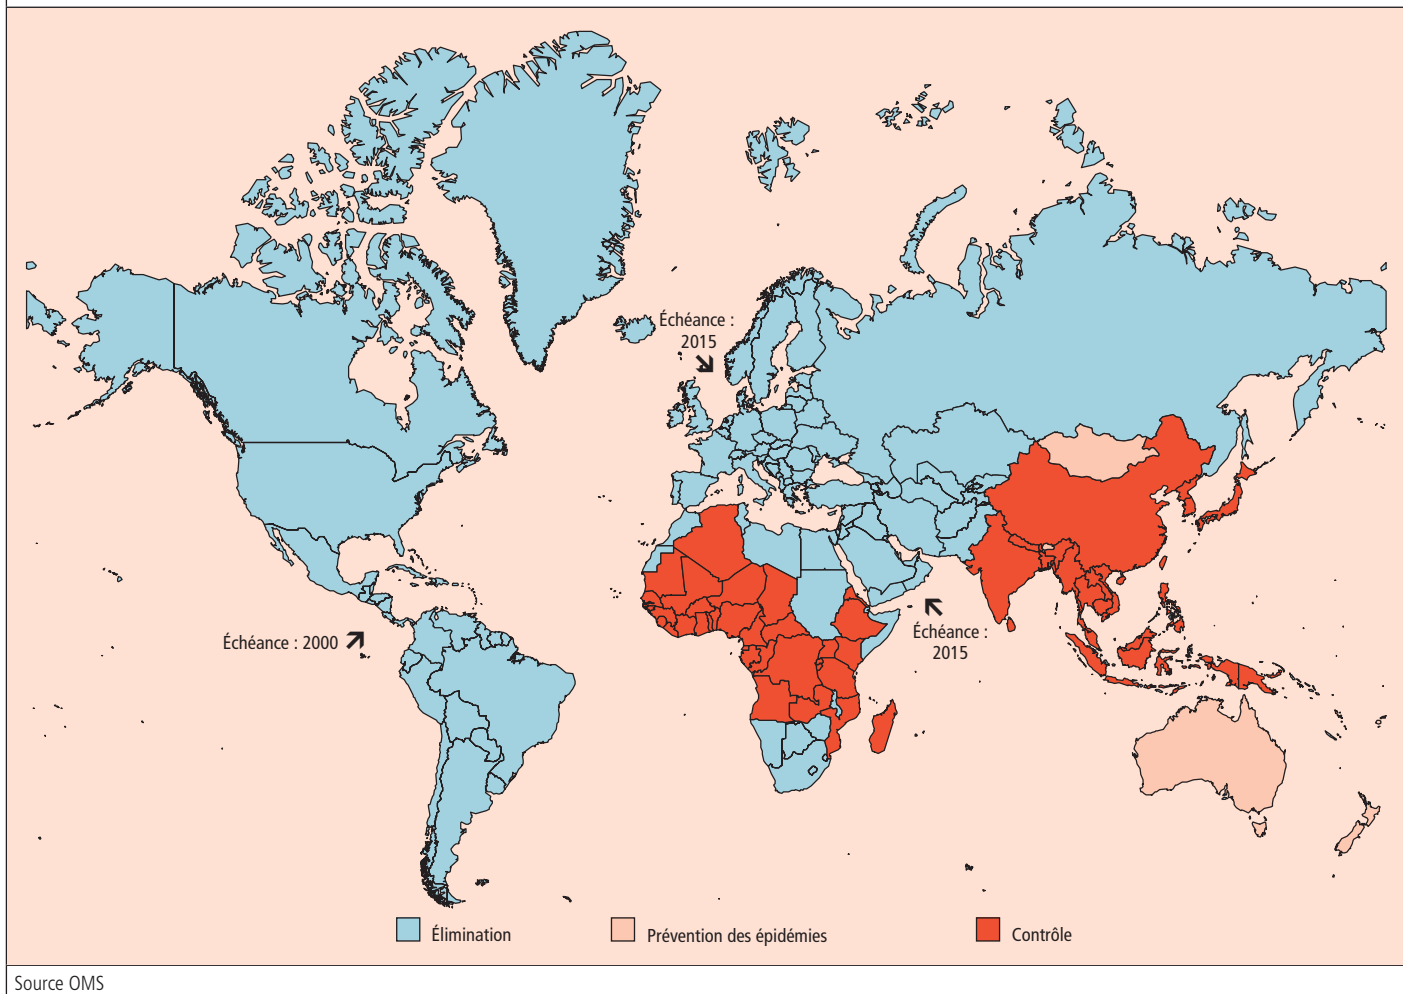 Échéance :
2015
Échéance : 2000
Échéance :
2015
Élimination
Prévention des épidémies
Contrôle
Source OMS